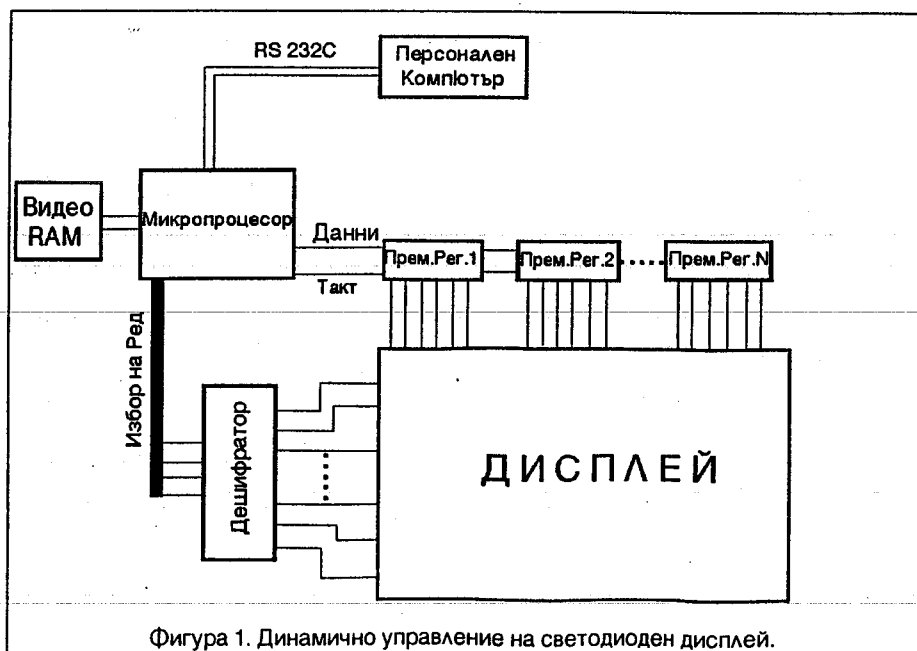 RS 232C
Персонален
Компютър
Видео
RAM
Микропроцесор
Данни
Такт
Прем.Рег.1
Прем.Рег.2
Прем.Рег.N
Избор на Ред
Дешифратор
ДИСПЛЕЙ
Фигура 1. Динамично управление на светодиоден дисплей.